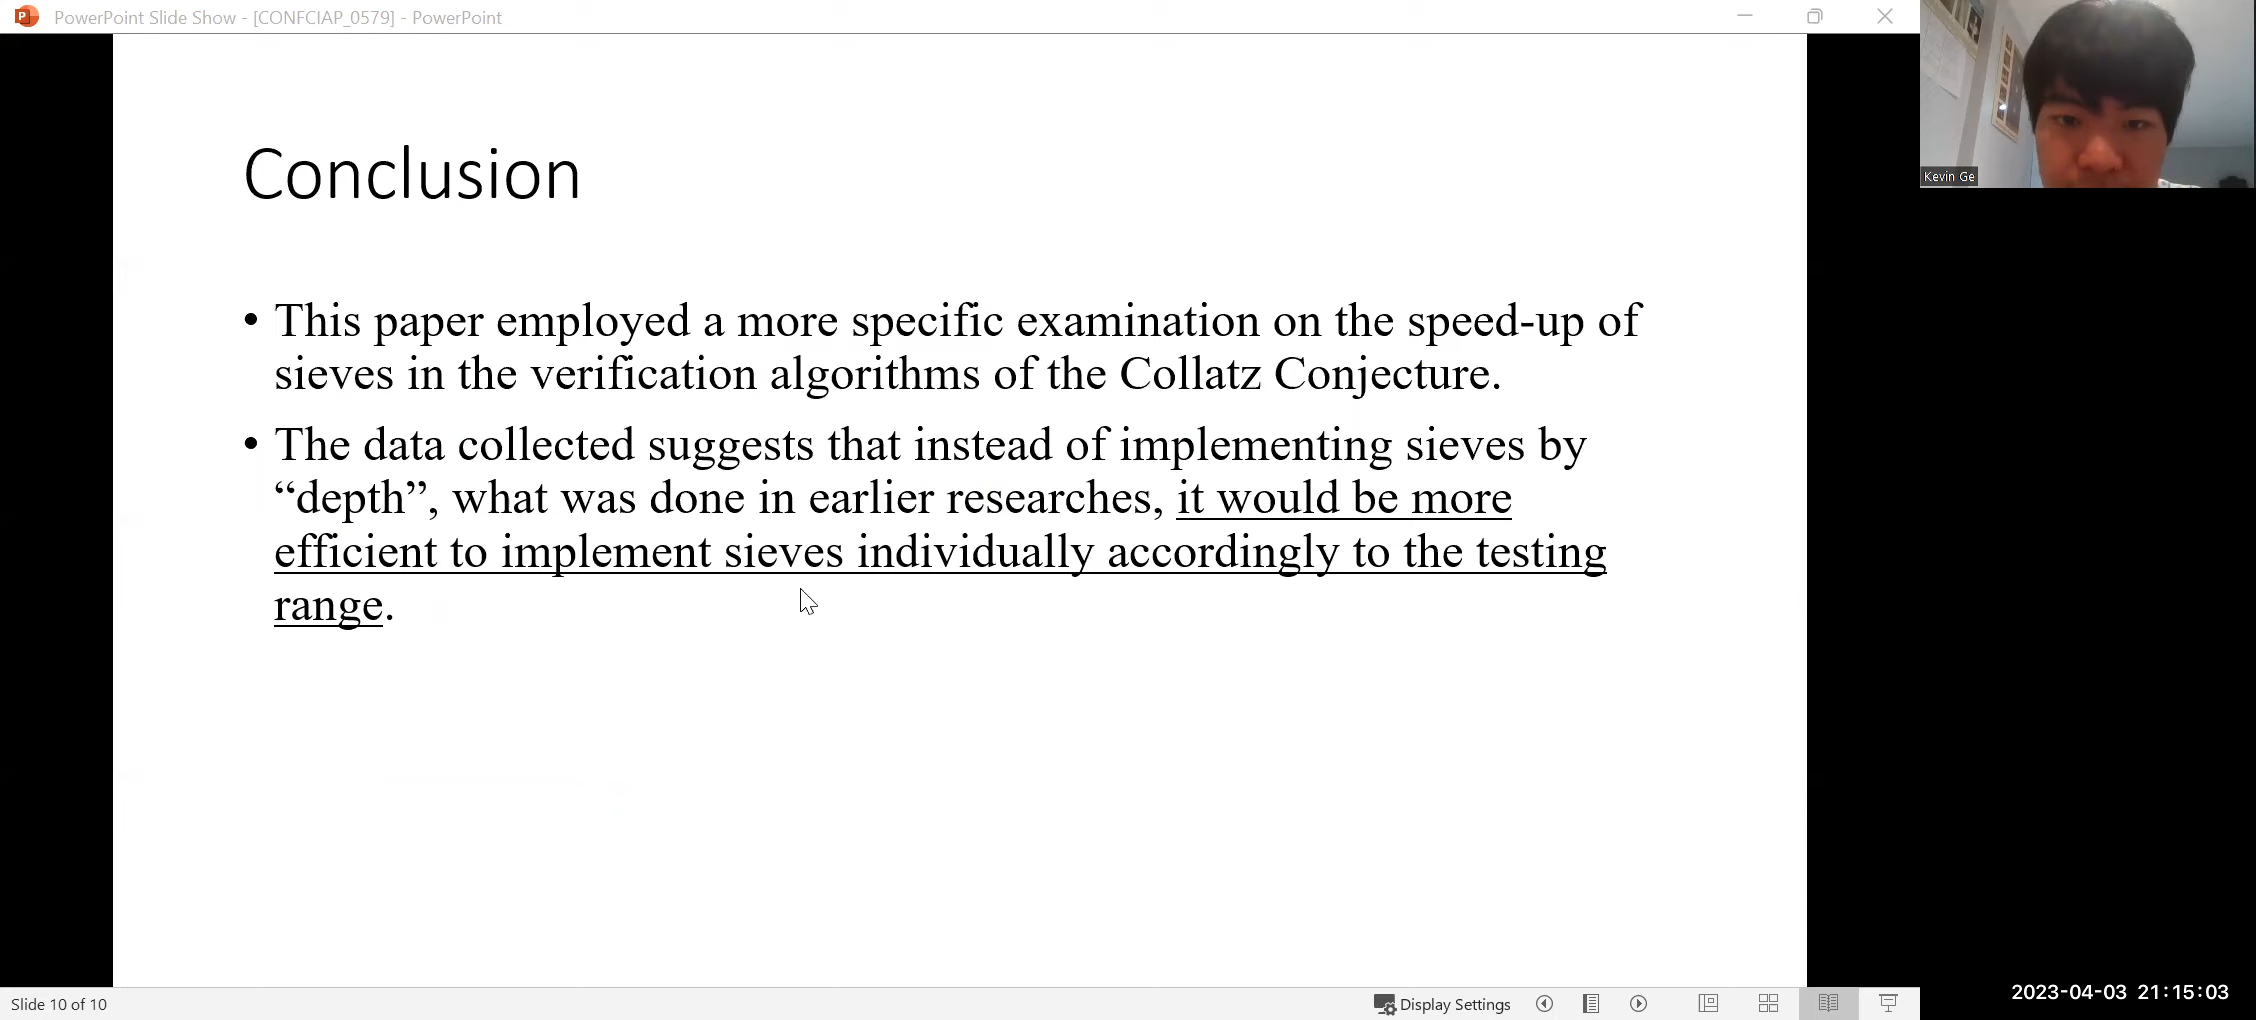 PowerPoint Slide Show - [CONFCIAP_0579] - PowerPoint
Kevin Ge
Conclusion
• This paper employed a more specific examination on the speed-up of
sieves in the verification algorithms of the Collatz Conjecture.
• The data collected suggests that instead of implementing sieves by
“depth”, what was done in earlier researches, it would be more
efficient to implement sieves individually accordingly to the testing
range.
2023-04-03 21:15:03
Slide 10 of 10
Display Settings